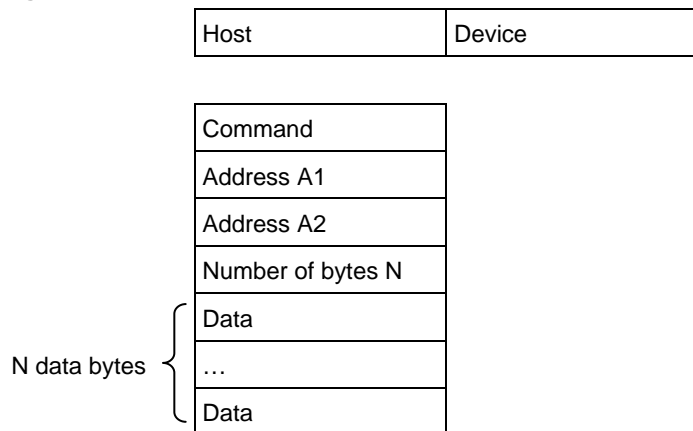 Host Device
Command
Address A1
Address A2
Number of bytes N
Data
N data bytes …
Data